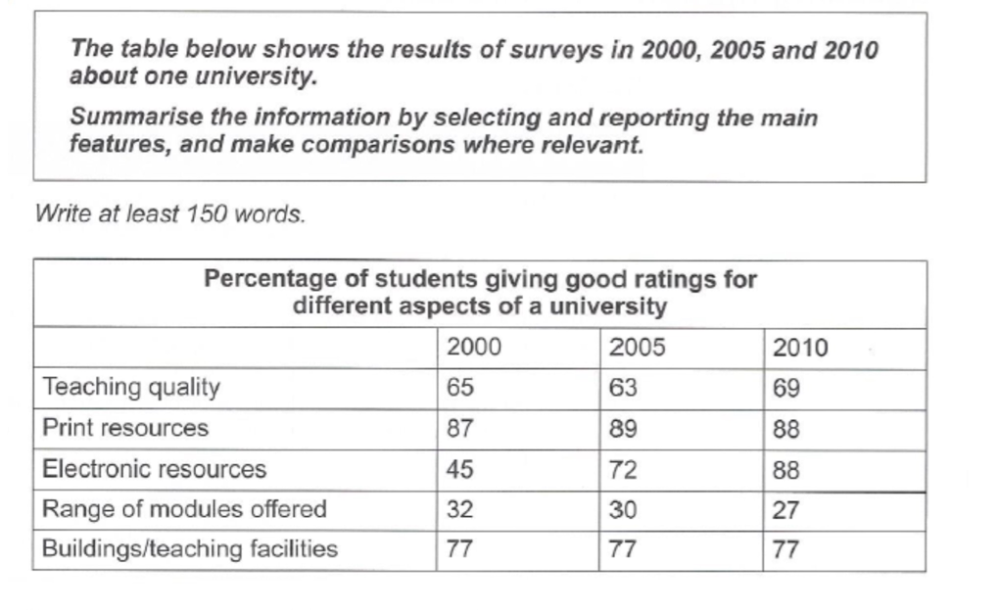 The table below shows the results of surveys in 2000, 2005 and 2010
about one university.
Summarise the information by selecting and reporting the main
features, and make comparisons where relevant.
Write at least 150 words.
Percentage of students giving good ratings for
different aspects of a university
2000 2005 2010
Teaching quality 65 63 69
Print resources 87 89 88
Electronic resources 45 72 88
Range of modules offered 32 30 27
Buildings/teaching facilities 77 77 77